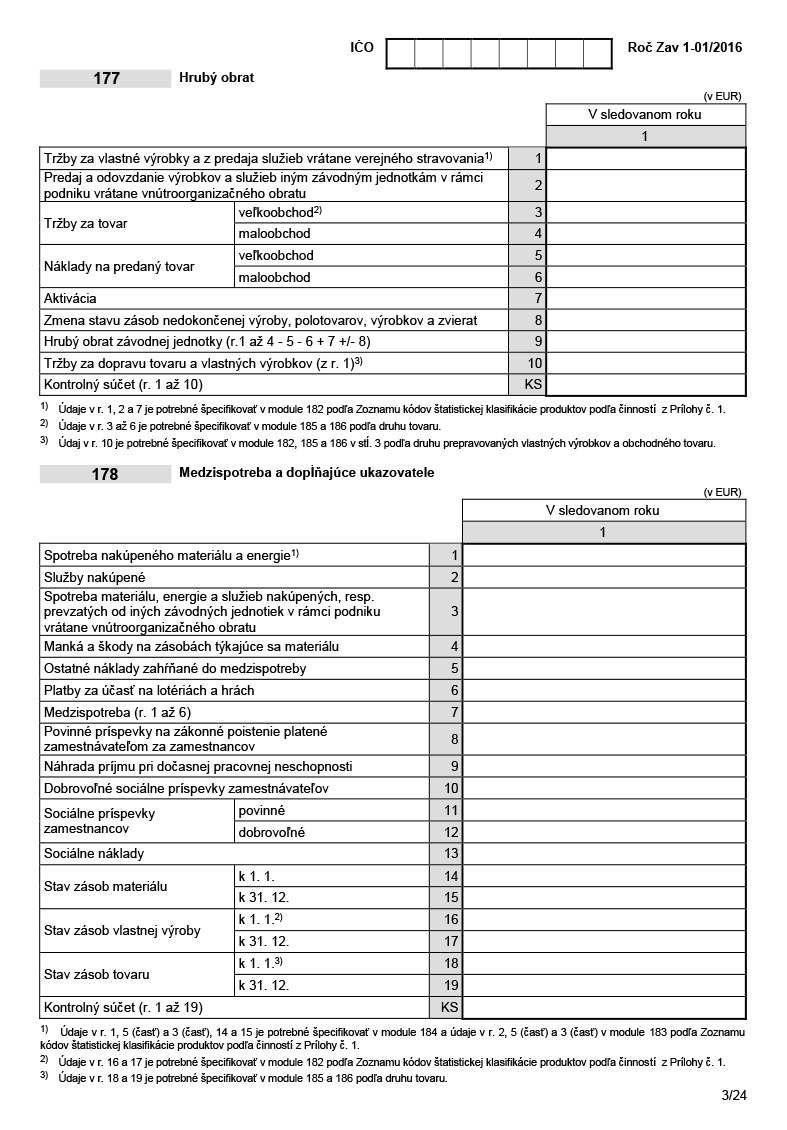 IČO Roč Zav 1-01/2016
177 Hrubý obrat
(v EUR)
V sledovanom roku
1
Tržby za vlastné výrobky a z predaja služieb vrátane verejného stravovania1) 1
Predaj a odovzdanie výrobkov a služieb iným závodným jednotkám v rámci
podniku vrátane vnútroorganizačného obratu 2
Tržby za tovar
veľkoobchod2) 3
maloobchod 4
Náklady na predaný tovar
veľkoobchod 5
maloobchod 6
Aktivácia 7
Zmena stavu zásob nedokončenej výroby, polotovarov, výrobkov a zvierat 8
Hrubý obrat závodnej jednotky (r.1 až 4 - 5 - 6 + 7 +/- 8) 9
Tržby za dopravu tovaru a vlastných výrobkov (z r. 1)3) 10
Kontrolný súčet (r. 1 až 10) KS
1) Údaje v r. 1, 2 a 7 je potrebné špecifikovať v module 182 podľa Zoznamu kódov štatistickej klasifikácie produktov podľa činností z Prílohy č. 1.
2) Údaje v r. 3 až 6 je potrebné špecifikovať v module 185 a 186 podľa druhu tovaru.
3) Údaj v r. 10 je potrebné špecifikovať v module 182, 185 a 186 v stĺ. 3 podľa druhu prepravovaných vlastných výrobkov a obchodného tovaru.
178 Medzispotreba a dopĺňajúce ukazovatele
(v EUR)
V sledovanom roku
1
Spotreba nakúpeného materiálu a energie1) 1
Služby nakúpené 2
Spotreba materiálu, energie a služieb nakúpených, resp.
prevzatých od iných závodných jednotiek v rámci podniku 3
vrátane vnútroorganizačného obratu
Manká a škody na zásobách týkajúce sa materiálu 4
Ostatné náklady zahŕňané do medzispotreby 5
Platby za účasť na lotériách a hrách 6
Medzispotreba (r. 1 až 6) 7
Povinné príspevky na zákonné poistenie platené
zamestnávateľom za zamestnancov 8
Náhrada príjmu pri dočasnej pracovnej neschopnosti 9
Dobrovoľné sociálne príspevky zamestnávateľov 10
Sociálne príspevky
zamestnancov
povinné 11
dobrovoľné 12
Sociálne náklady 13
Stav zásob materiálu
k 1. 1. 14
k 31. 12. 15
Stav zásob vlastnej výroby
k 1. 1.2) 16
k 31. 12. 17
Stav zásob tovaru
k 1. 1.3) 18
k 31. 12. 19
Kontrolný súčet (r. 1 až 19) KS
1) Údaje v r. 1, 5 (časť) a 3 (časť), 14 a 15 je potrebné špecifikovať v module 184 a údaje v r. 2, 5 (časť) a 3 (časť) v module 183 podľa Zoznamu
kódov štatistickej klasifikácie produktov podľa činností z Prílohy č. 1.
2) Údaje v r. 16 a 17 je potrebné špecifikovať v module 182 podľa Zoznamu kódov štatistickej klasifikácie produktov podľa činností z Prílohy č. 1.
3) Údaje v r. 18 a 19 je potrebné špecifikovať v module 185 a 186 podľa druhu tovaru.
3/24